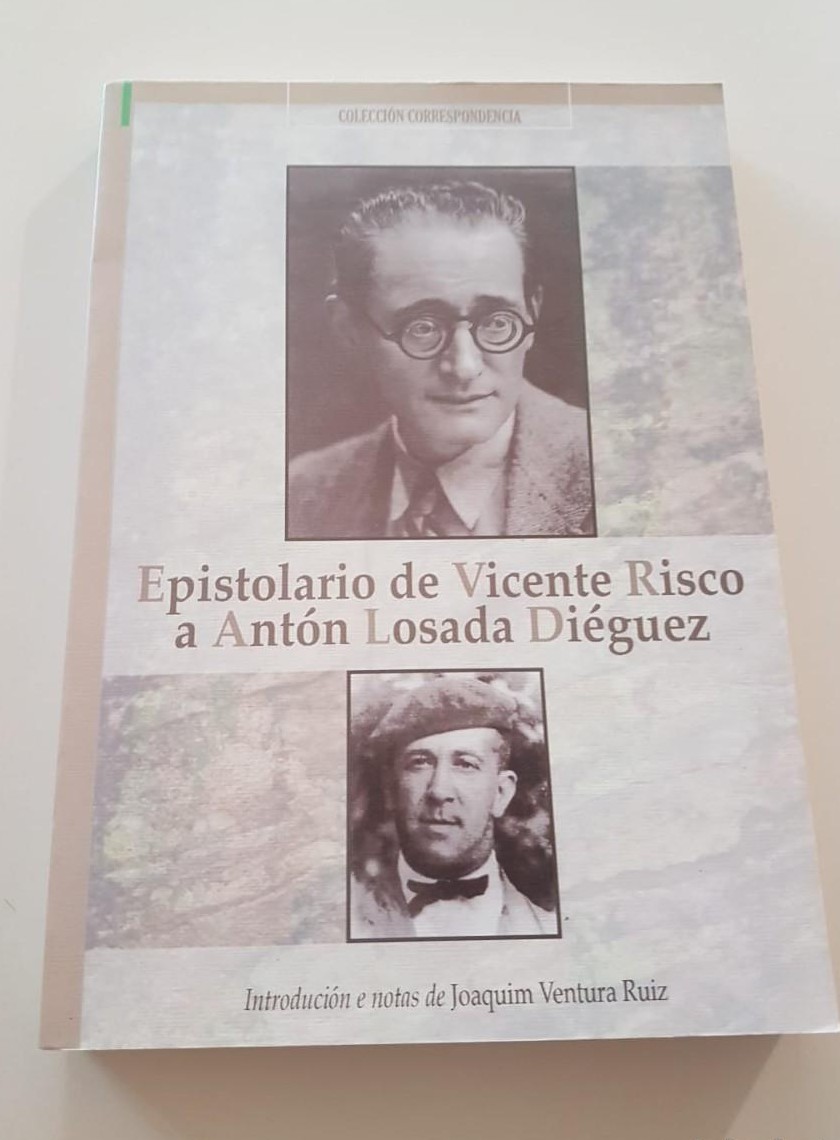 COLECCIÓN CORRESPONDENCIA
Epistolario de Vicente Risco
a Antón Losada Diéguez
Introdución e notas de Joaquim Ventura Ruiz